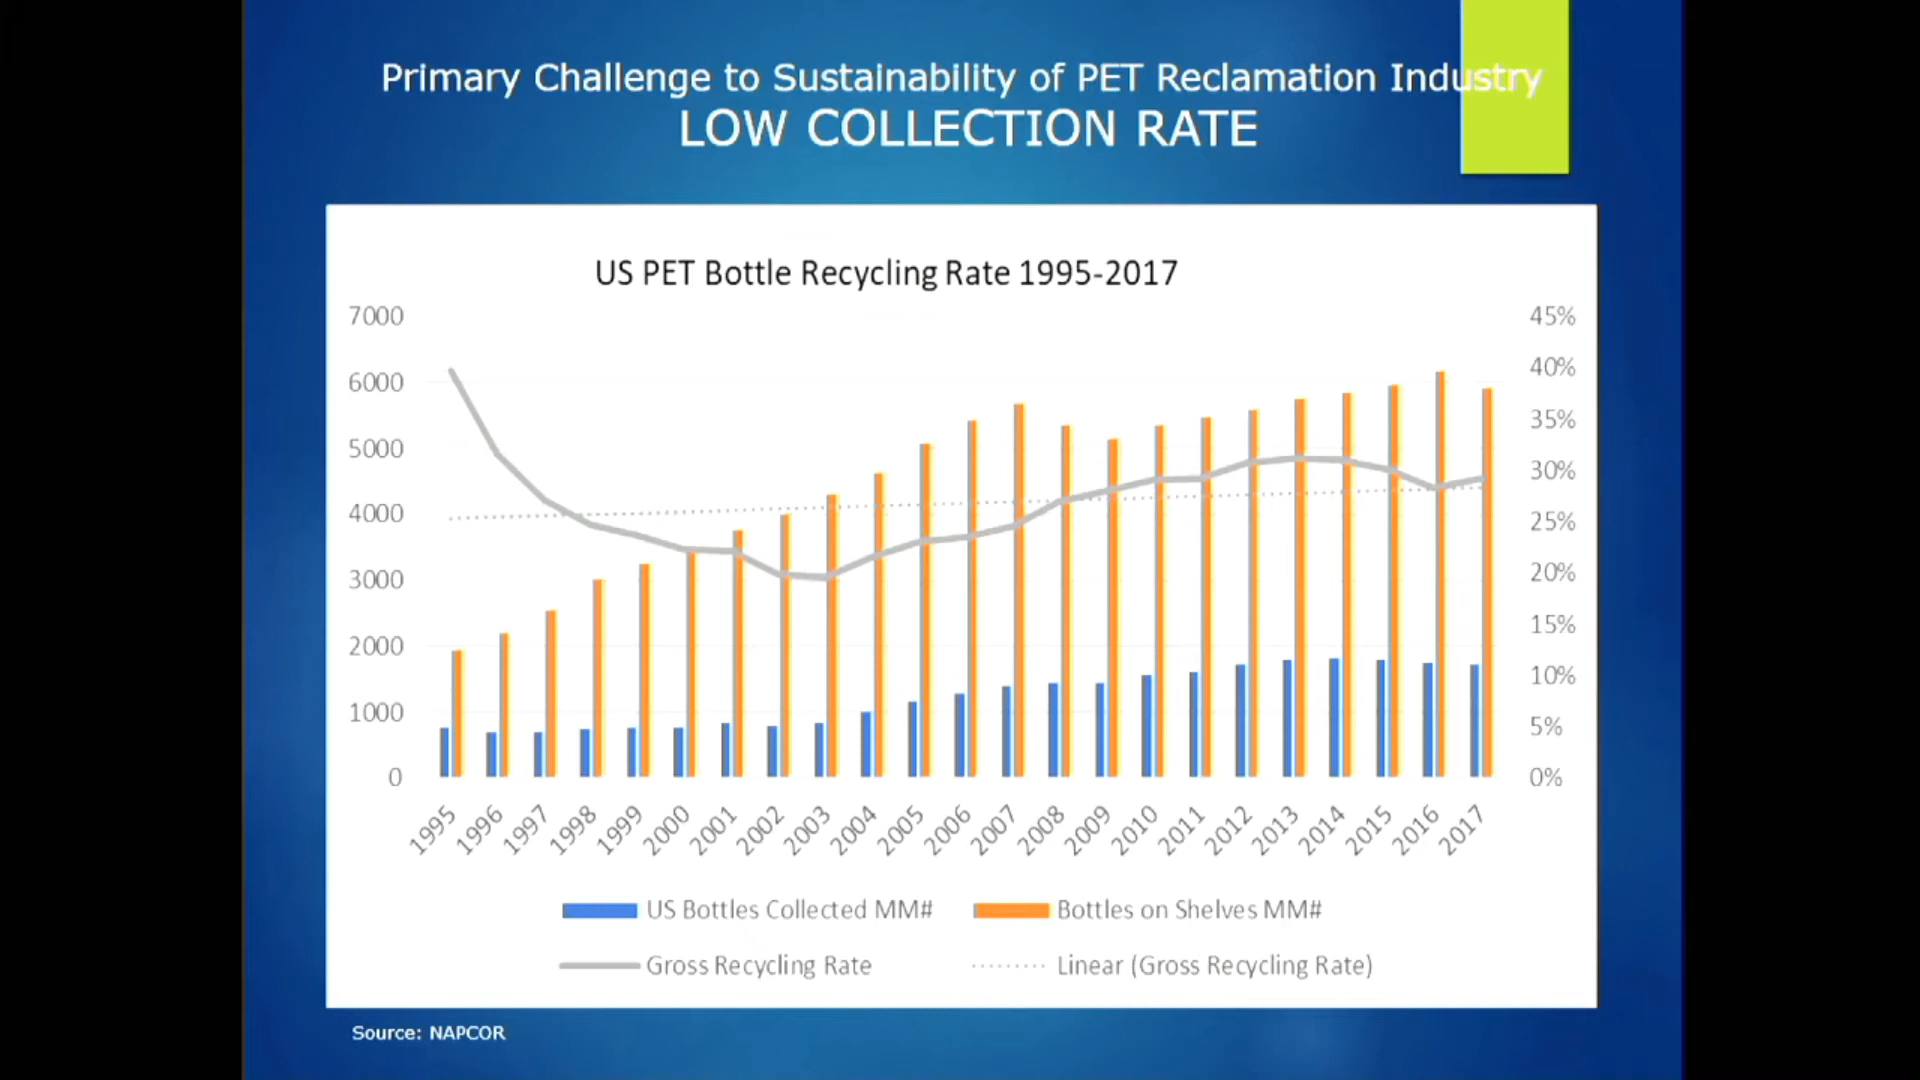 Primary Challenge to Sustainability of PET Reclamation Industry
LOW COLLECTION RATE
US PET Bottle Recycling Rate 1995-2017
7000
6000
5000
4000
3000
2000
1000
0
45%
40%
35%
30%
25%
20%
15%
10%
5%
0%
1995 1996 1997 1998 1999 2000 2001 2002 2003 2004 2005 2006 2007 2008 2009 2010 2011 2012 2013 2014 2015 2016 2017
US Bottles Collected MM# Bottles on Shelves MM#
Gross Recycling Rate Linear (Gross Recycling Rate)
Source: NAPCOR